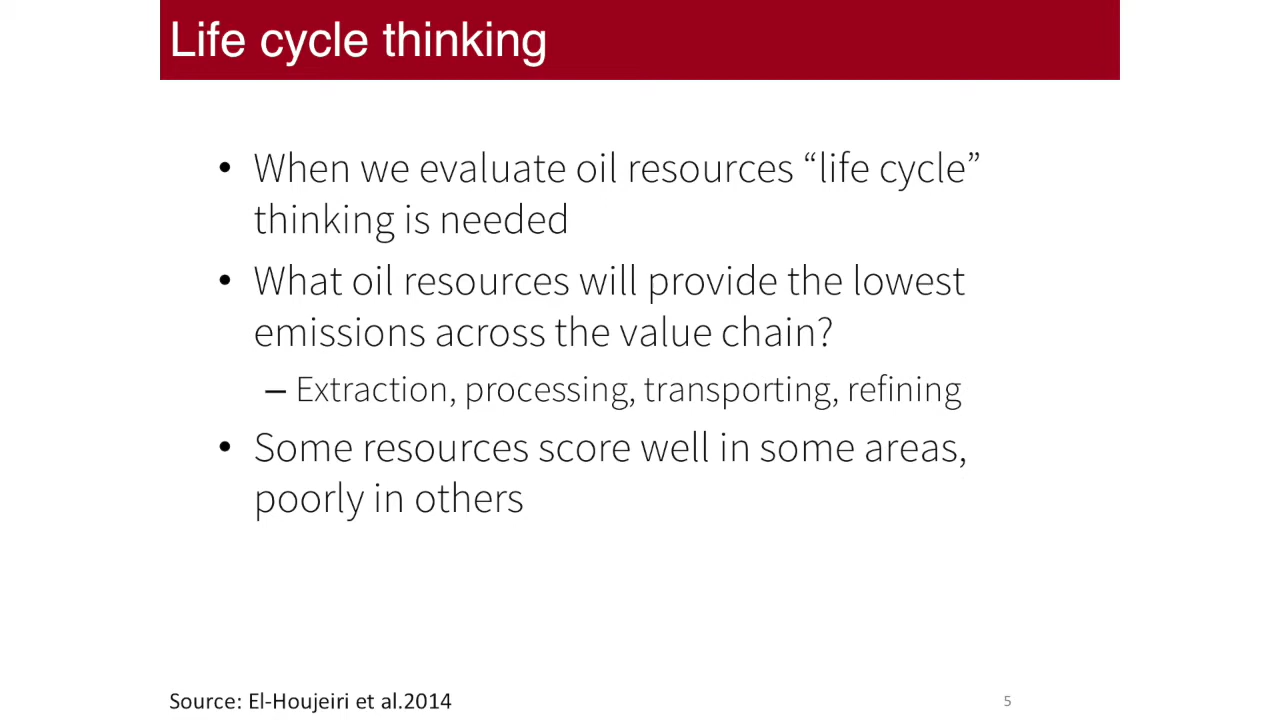 Life cycle thinking
• When we evaluate oil resources “life cycle”
thinking is needed
• What oil resources will provide the lowest
emissions across the value chain?
– Extraction, processing, transporting, refining
• Some resources score well in some areas,
poorly in others
Source: El-Houjeiri et al.2014
5